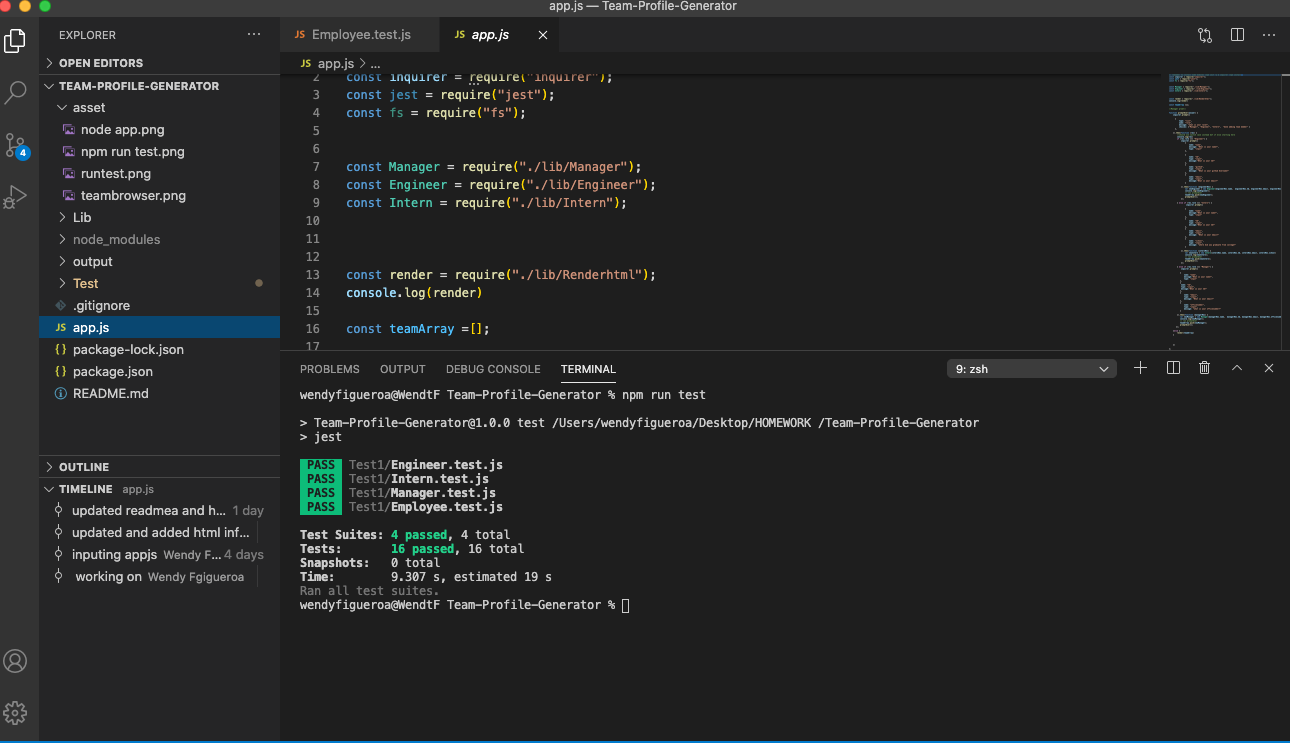 app.js — Team-Profile-Generator
EXPLORER
OPEN EDITORS
TEAM-PROFILE-GENERATOR
asset
node app.png
npm run test.png
runtest.png
teambrowser.png
Lib
node_modules
output
Test
.gitignore
JS app.js
{} package-lock.json
{} package.json
README.md
OUTLINE
TIMELINE app.js
updated readmea and h... 1 day
updated and added html inf...
inputing appjs Wendy F... 4 days
working on Wendy Fgigueroa
4
JS Employee.test.js
JS app.js
JS app.js > ...
2 const inquirer = require("inquirer");
3 const jest = require("jest");
4 const fs = require("fs");
5
6
7 const Manager = require("./lib/Manager");
8 const Engineer = require("./lib/Engineer");
9 const Intern = require("./lib/Intern");
10
11
12
13 const render = require("./lib/Renderhtml");
14 console.log(render)
15
16 const teamArray =[];
17
PROBLEMS OUTPUT DEBUG CONSOLE TERMINAL
9: zsh
wendyfigueroa@WendtF Team-Profile-Generator % npm run test
> Team-Profile-Generator@1.0.0 test /Users/wendyfigueroa/Desktop/HOMEWORK /Team-Profile-Generator
> jest
PASS Test1/Engineer.test.js
PASS Test1/Intern.test.js
PASS Test1/Manager.test.js
PASS Test1/Employee.test.js
Test Suites: 4 passed, 4 total
Tests: 16 passed, 16 total
Snapshots: 0 total
Time: 9.307 s, estimated 19 s
Ran all test suites.
wendyfigueroa@WendtF Team-Profile-Generator %